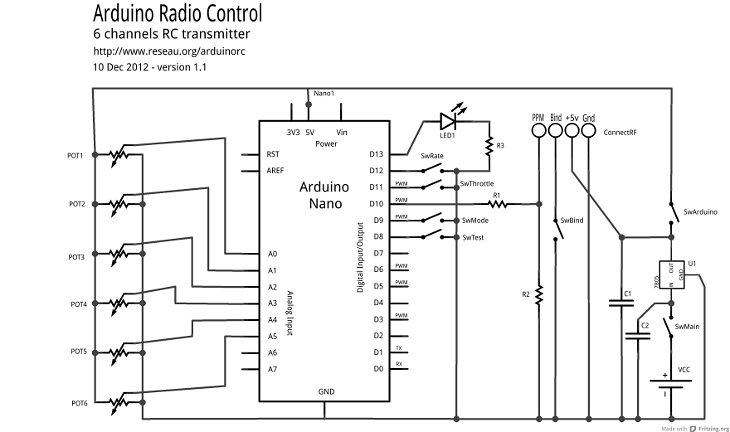 Arduino Radio Control
6 channels RC transmitter
http://www.reseau.org/arduinorc
10 Dec 2012 - version 1.1
Nano1
3V3 5V Vin
Power
RST
AREF
Arduino
Nano
Digital Input/Output
Analog Input
A0
A1
A2
A3
A4
A5
A6
A7
D13
D12
D11
D10
D9
D8
D7
D6
D5
D4
D3
D2
D1
D0
PWM
PWM
PWM
PWM
PWM
PWM
TX
RX
GND
POT1
POT2
POT3
POT4
POT5
POT6
LED1
R3
SwRate
SwThrottle
R1
SwMode
SwTest
PPM Bind +5v Gnd
ConnectRF
SwBind
R2
SwArduino
U1
7805
OUT
GND
IN
C1
C2
SwMain
VCC
+
Made with Fritzing.org